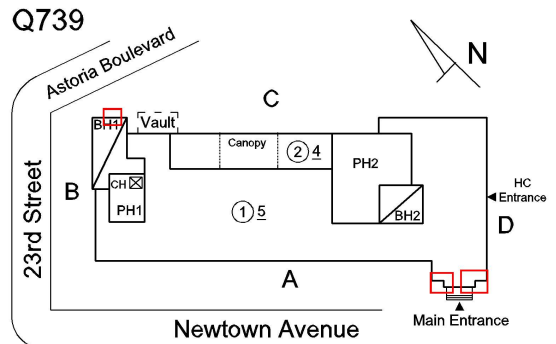 Q739
Astoria Boulevard
N
C
BH1
Vault
Canopy
2 4
PH2
CH
PH1
B
23rd Street
1 5
BH2
HC
Entrance
D
A
Main Entrance
Newtown Avenue